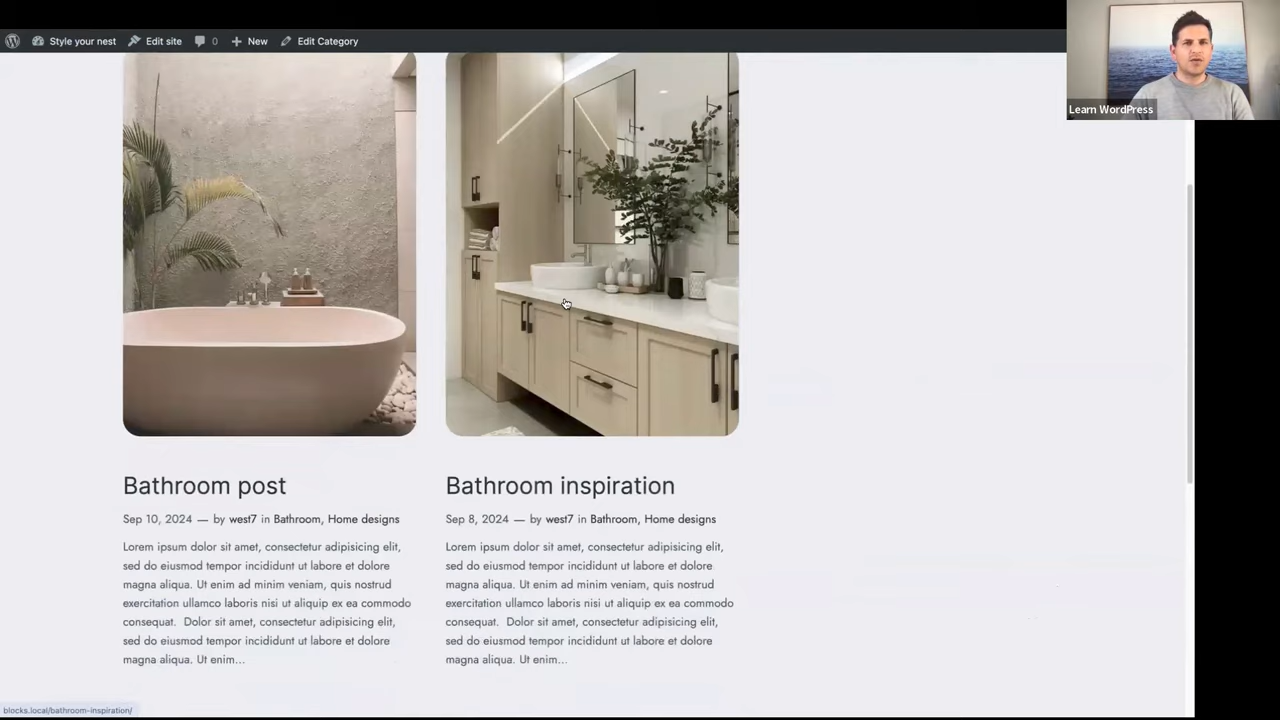 Style your nest
Edit site
0
New
Edit Category
Learn WordPress
Bathroom post
Sep 10, 2024 — by west7 in Bathroom, Home designs
Lorem ipsum dolor sit amet, consectetur adipisicing elit,
sed do eiusmod tempor incididunt ut labore et dolore
magna aliqua. Ut enim ad minim veniam, quis nostrud
exercitation ullamco laboris nisi ut aliquip ex ea commodo
consequat. Dolor sit amet, consectetur adipisicing elit,
sed do eiusmod tempor incididunt ut labore et dolore
magna aliqua. Ut enim…
Bathroom inspiration
Sep 8, 2024 — by west7 in Bathroom, Home designs
Lorem ipsum dolor sit amet, consectetur adipisicing elit,
sed do eiusmod tempor incididunt ut labore et dolore
magna aliqua. Ut enim ad minim veniam, quis nostrud
exercitation ullamco laboris nisi ut aliquip ex ea commodo
consequat. Dolor sit amet, consectetur adipisicing elit,
sed do eiusmod tempor incididunt ut labore et dolore
magna aliqua. Ut enim…
blocks.local/bathroom-inspiration/